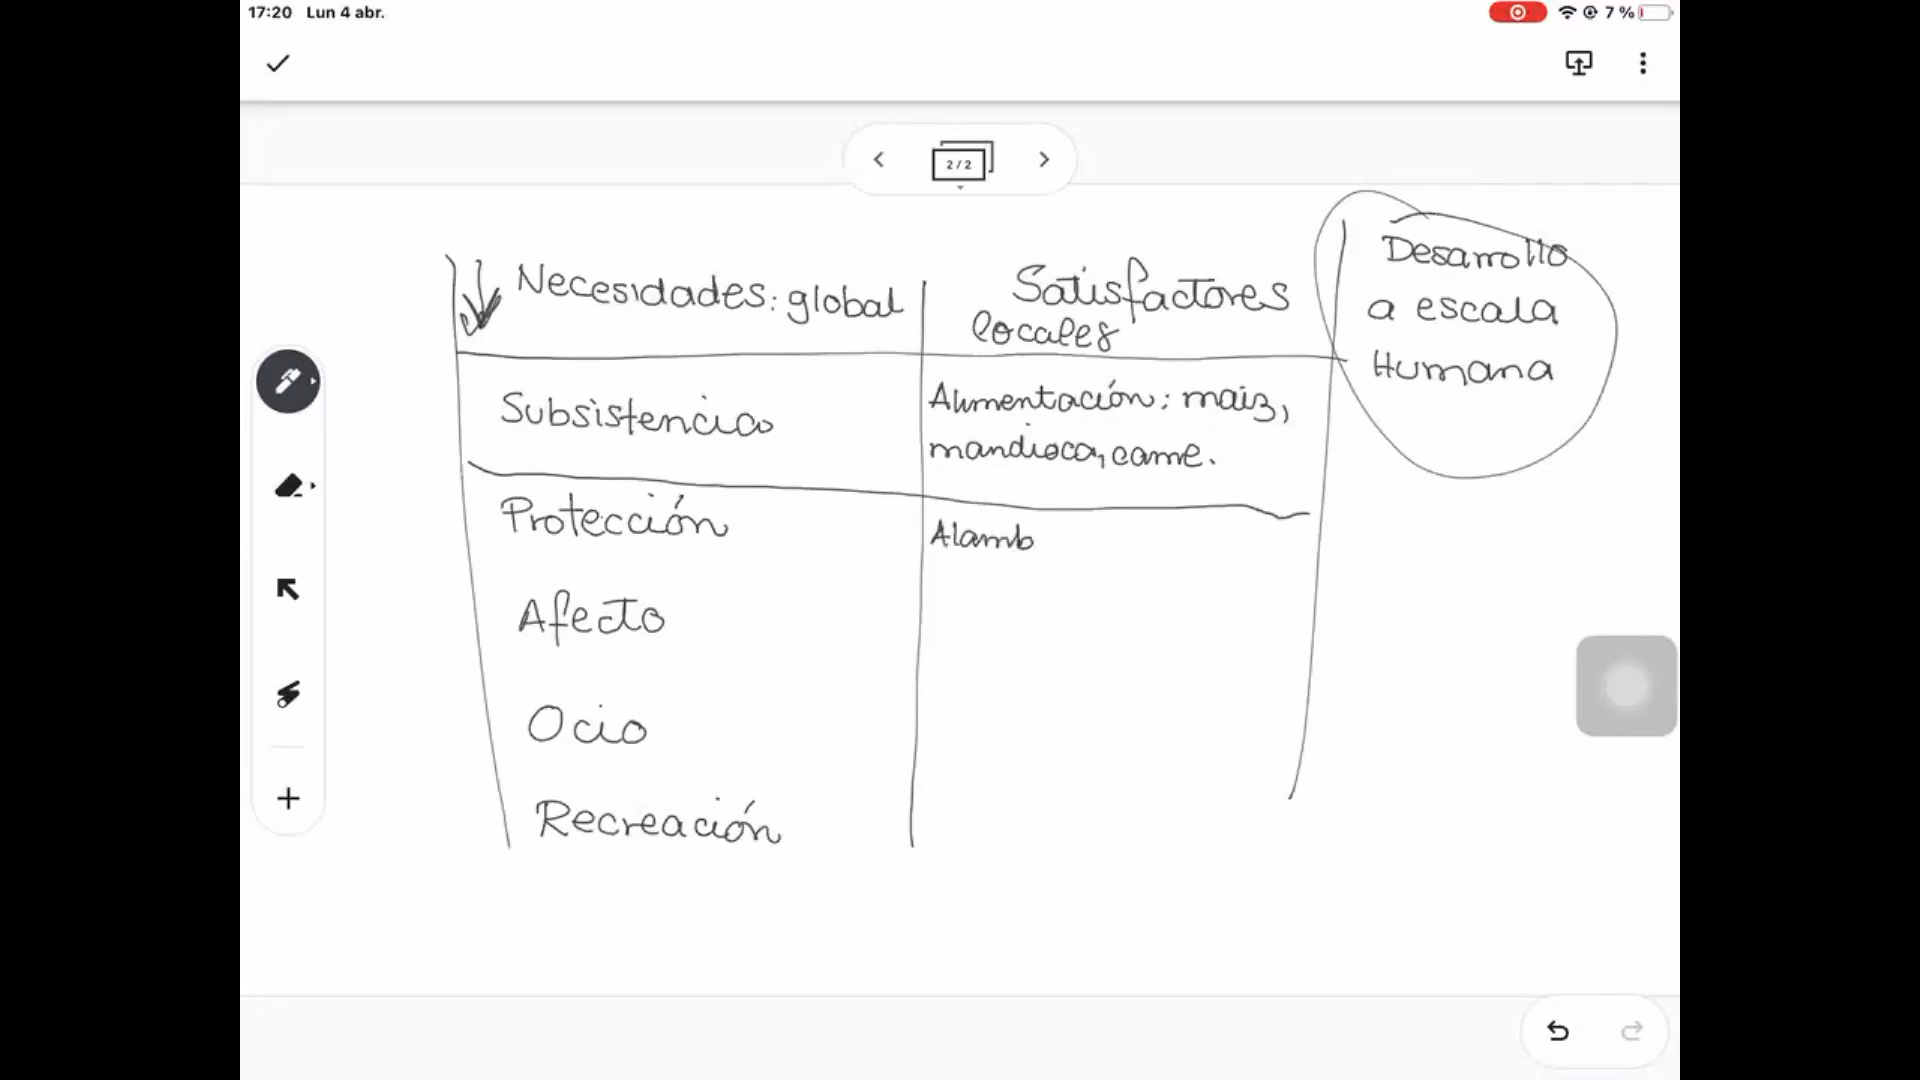 17:20 Lun 4 abr.
7 %
2 / 2
Necesidades: global
Satisfactores
locales
Desarrollo
a escala
Humana
Subsistencia
Alimentación: maiz,
mandioca, carne.
Protección
Alamb
Afecto
Ocio
Recreación